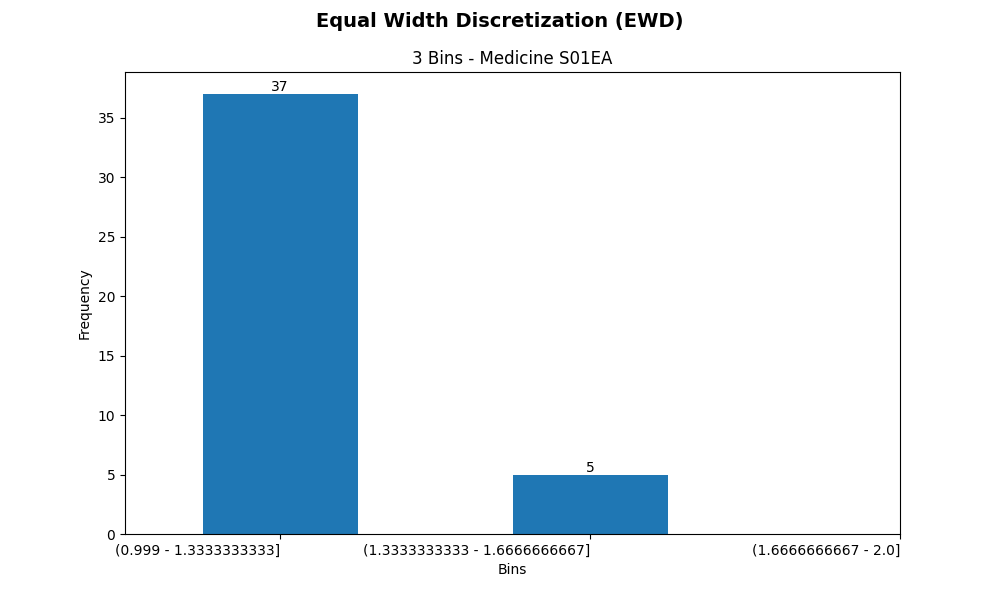 Equal Width Discretization (EWD)
3 Bins - Medicine S01EA
37
35
30
25
20
15
10
5
0
5
Frequency
(0.999 - 1.3333333333]
(1.3333333333 - 1.6666666667]
(1.6666666667 - 2.0]
Bins